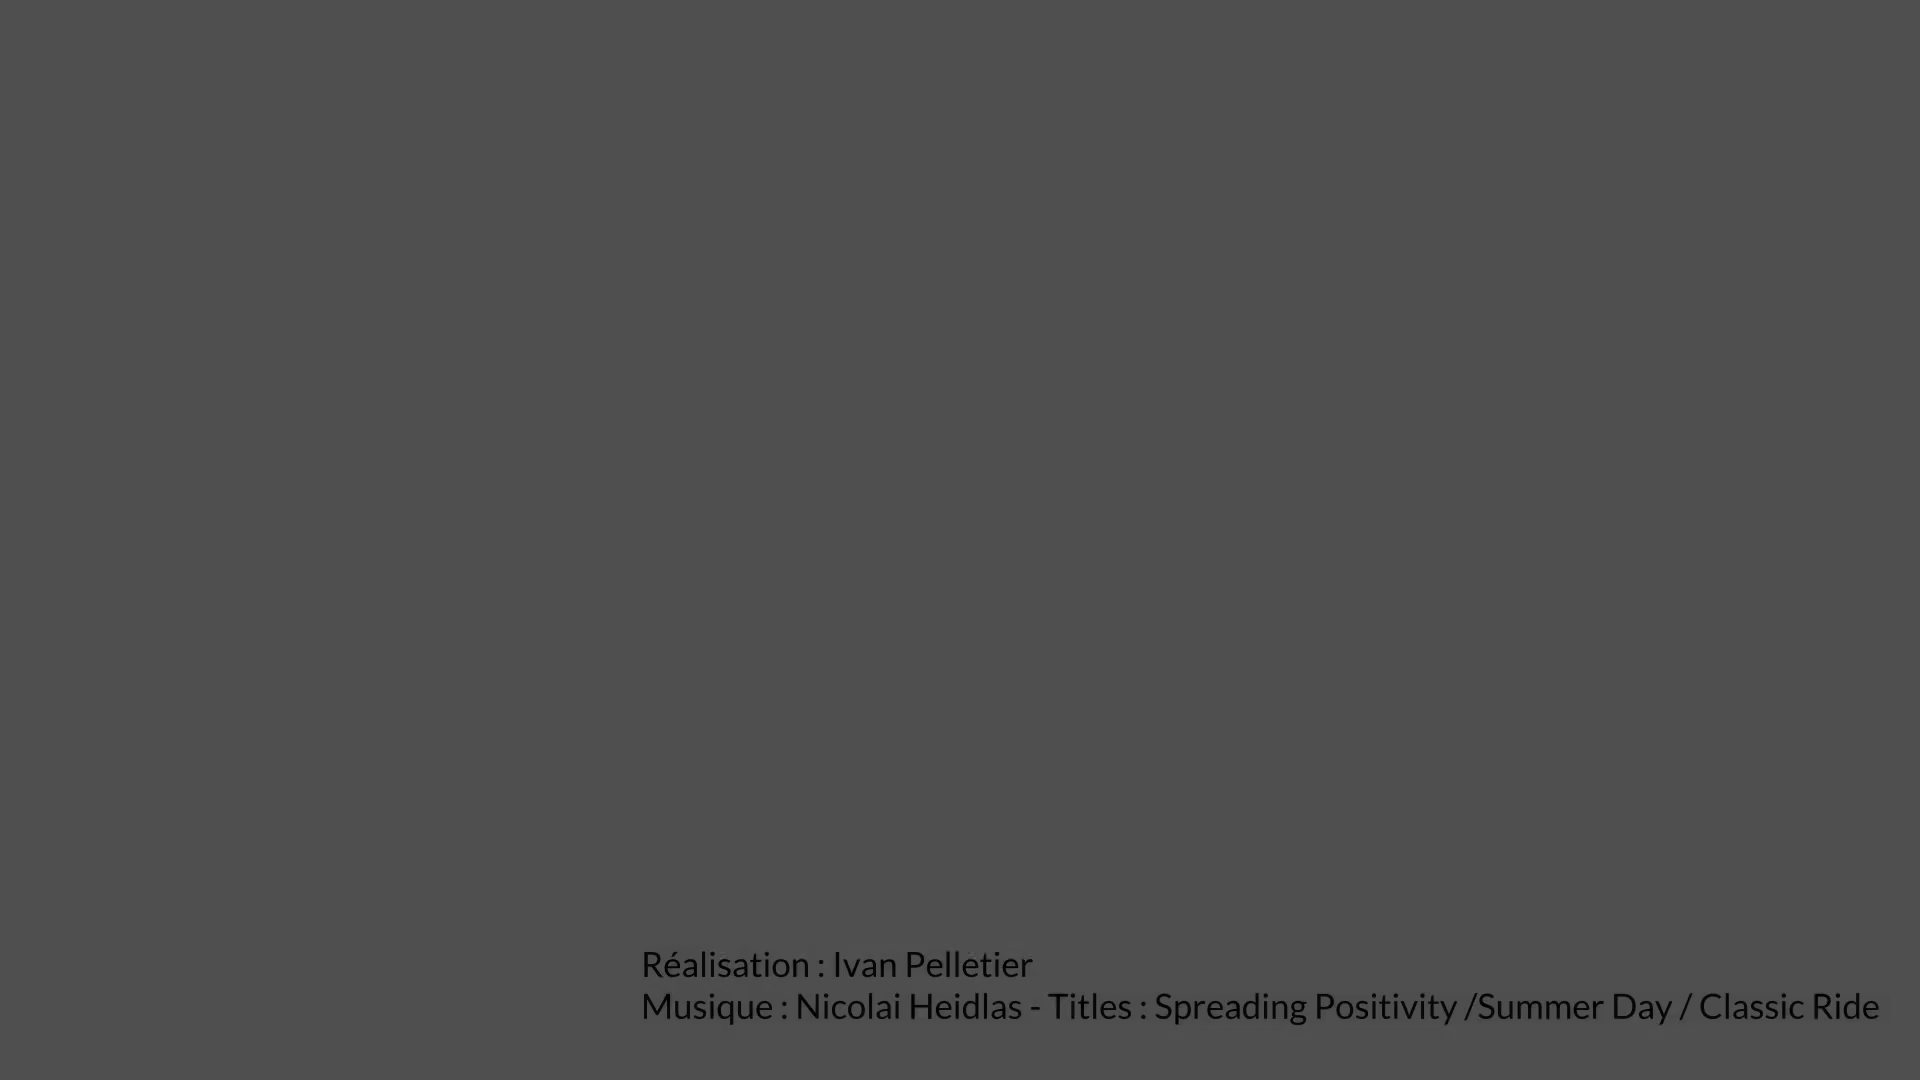 Réalisation : Ivan Pelletier
Musique : Nicolai Heidlas - Titles : Spreading Positivity /Summer Day / Classic Ride